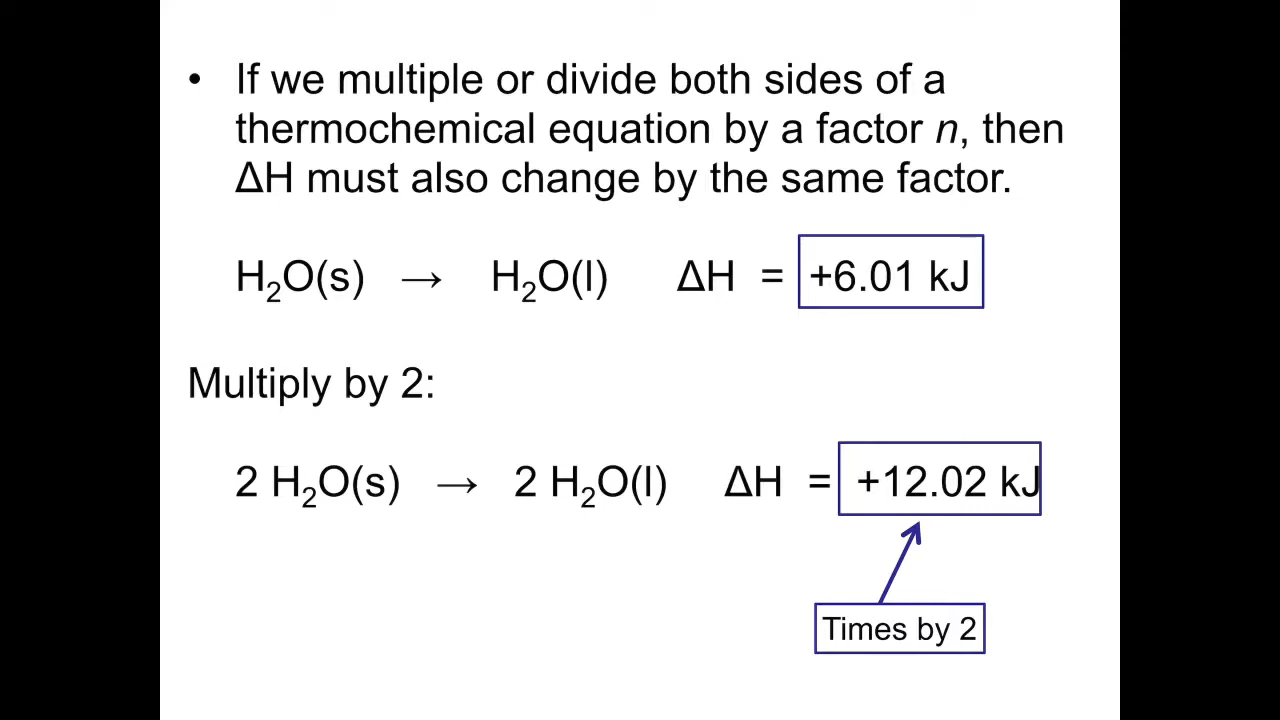 • If we multiple or divide both sides of a
thermochemical equation by a factor n, then
ΔH must also change by the same factor.
H₂O(s) → H₂O(l) ΔH = +6.01 kJ
Multiply by 2:
2 H₂O(s) → 2 H₂O(l) ΔH = +12.02 kJ
Times by 2